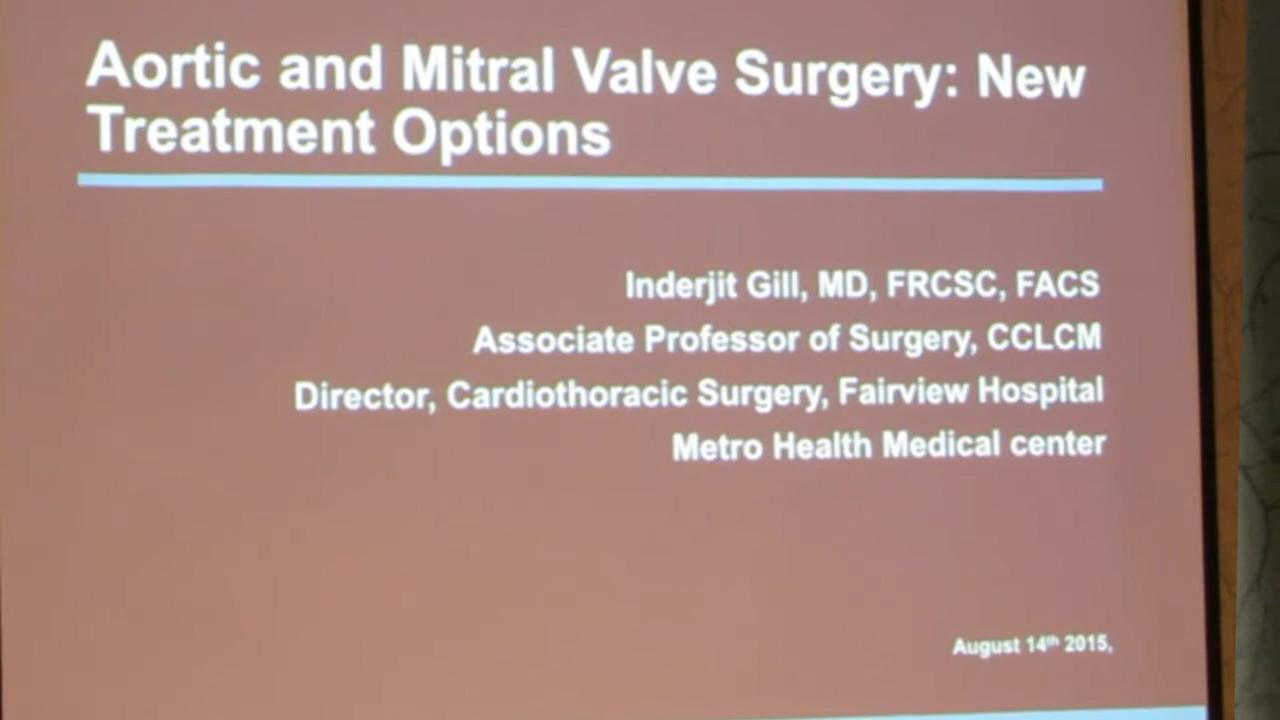 Aortic and Mitral Valve Surgery: New
Treatment Options
Inderjit Gill, MD, FRCSC, FACS
Associate Professor of Surgery, CCLCM
Director, Cardiothoracic Surgery, Fairview Hospital
Metro Health Medical center
August 14th 2015,